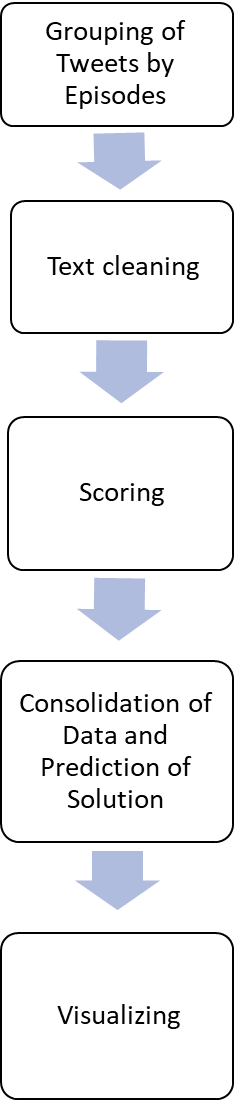 Grouping of
Tweets by
Episodes
Text cleaning
Scoring
Consolidation of
Data and
Prediction of
Solution
Visualizing